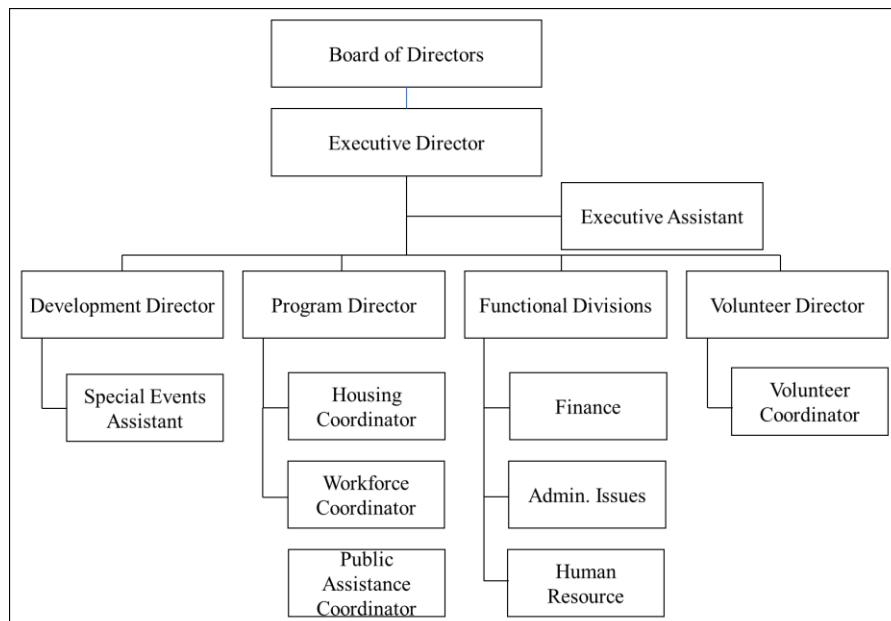 Board of Directors
Executive Director
Executive Assistant
Development Director
Program Director
Functional Divisions
Volunteer Director
Special Events
Assistant
Housing
Coordinator
Finance
Volunteer
Coordinator
Workforce
Coordinator
Admin. Issues
Public
Assistance
Coordinator
Human
Resource